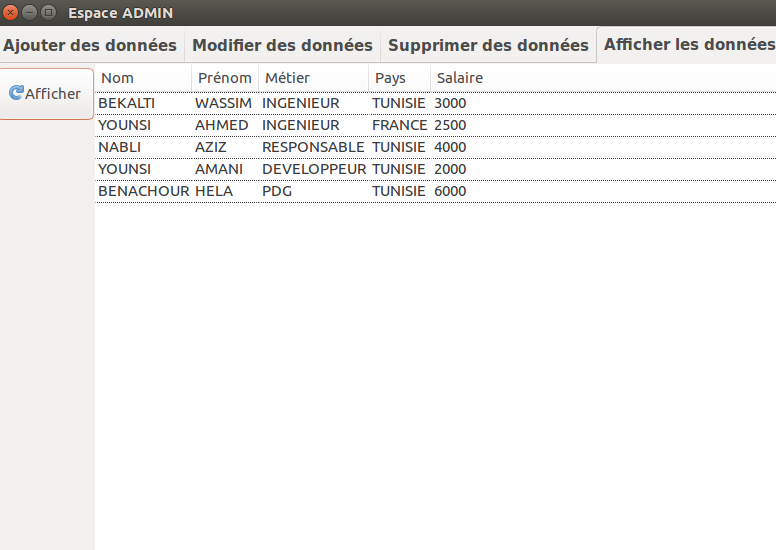 Espace ADMIN
Ajouter des données Modifier des données Supprimer des données Afficher les données
Afficher
Nom Prénom Métier Pays Salaire
BEKALTI WASSIM INGENIEUR TUNISIE 3000
YOUNSI AHMED INGENIEUR FRANCE 2500
NABLI AZIZ RESPONSABLE TUNISIE 4000
YOUNSI AMANI DEVELOPPEUR TUNISIE 2000
BENACHOUR HELA PDG TUNISIE 6000